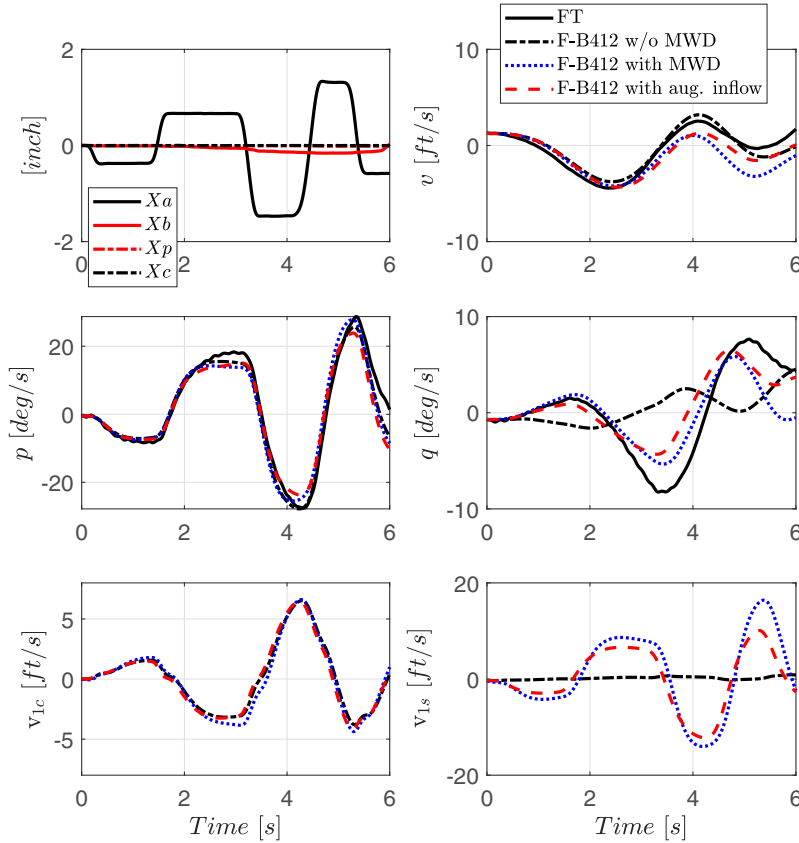 FT
F-B412 w/o MWD
F-B412 with MWD
F-B412 with aug. inflow
2
0
-2
[inch]
0 2 4 6
Xa
Xb
Xp
Xc
10
0
-10
v [ft/s]
0 2 4 6
20
0
-20
p [deg/s]
0 2 4 6
10
0
-10
q [deg/s]
0 2 4 6
5
0
-5
v1c [ft/s]
0 2 4 6
Time [s]
20
0
-20
v1s [ft/s]
0 2 4 6
Time [s]